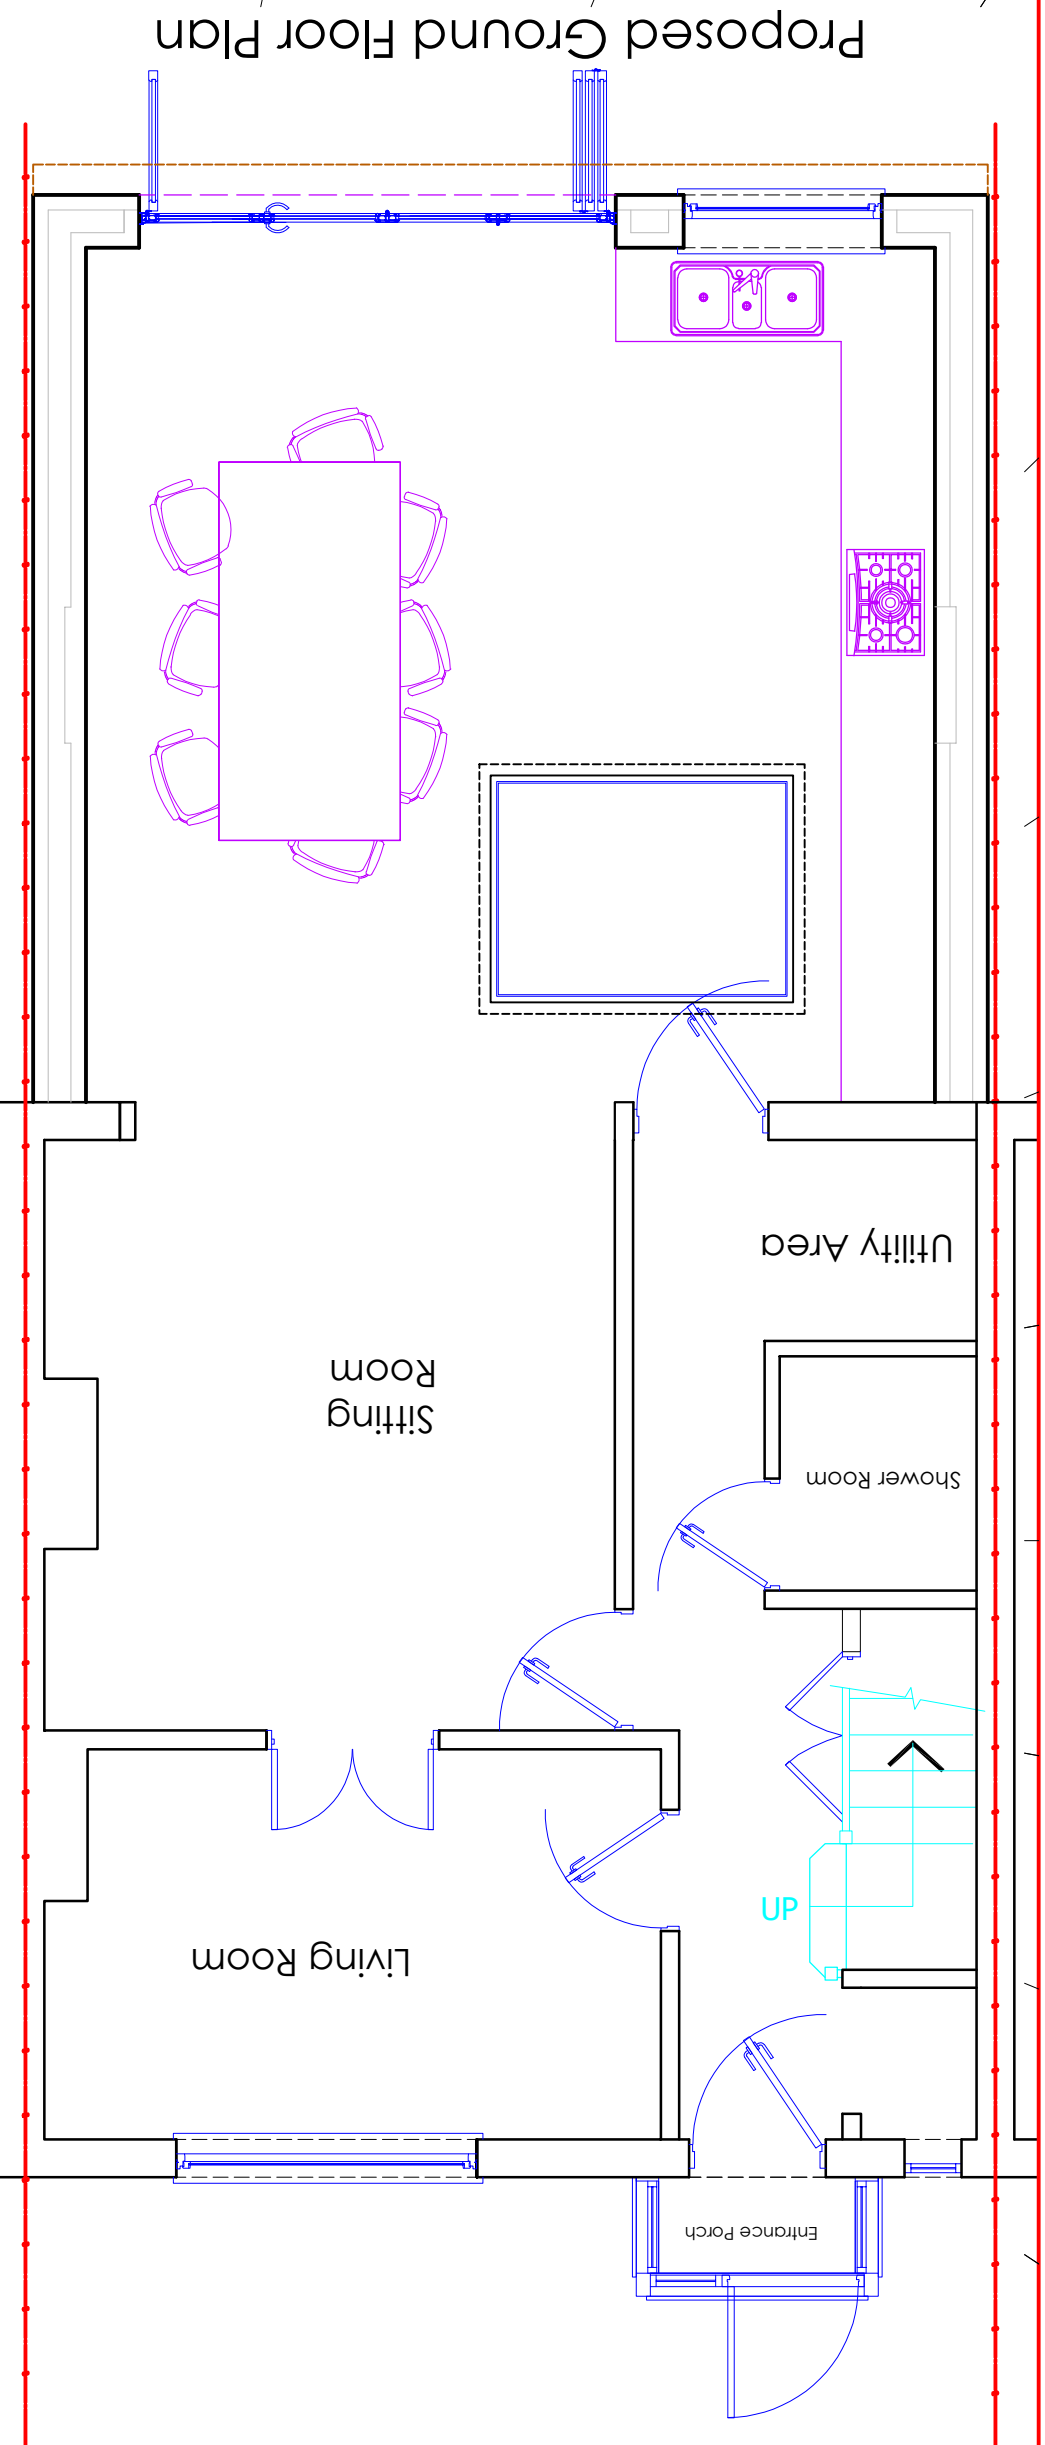 Entrance Porch
Living Room
UP
Shower Room
Sitting
Room
Utility Area
Proposed Ground Floor Plan